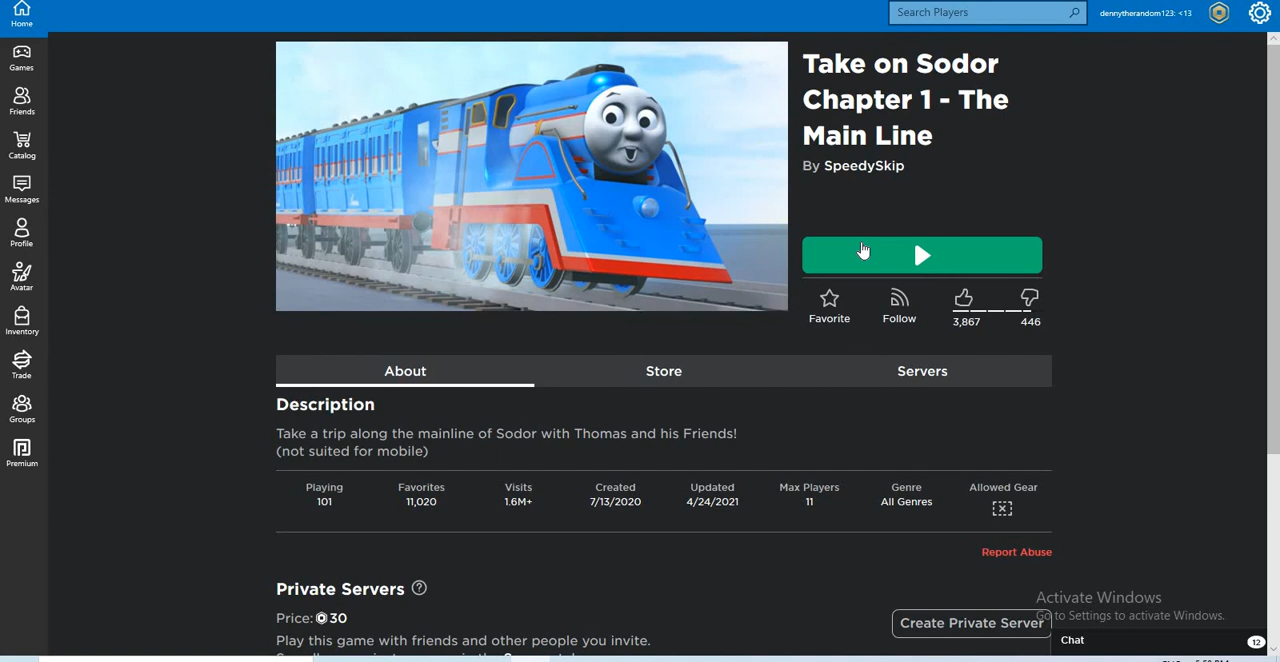 Home
Search Players
dennytherandom123: <13
Games
Friends
Catalog
Messages
Profile
Avatar
Inventory
Trade
Groups
Premium
Take on Sodor
Chapter 1 - The
Main Line
By SpeedySkip
Favorite
Follow
3,867
446
About
Store
Servers
Description
Take a trip along the mainline of Sodor with Thomas and his Friends!
(not suited for mobile)
Playing
Favorites
Visits
Created
Updated
Max Players
Genre
Allowed Gear
101
11,020
1.6M+
7/13/2020
4/24/2021
11
All Genres
Report Abuse
Private Servers
Price: 30
Create Private Server
Play this game with friends and other people you invite.
Activate Windows
Go to Settings to activate Windows.
Chat
12